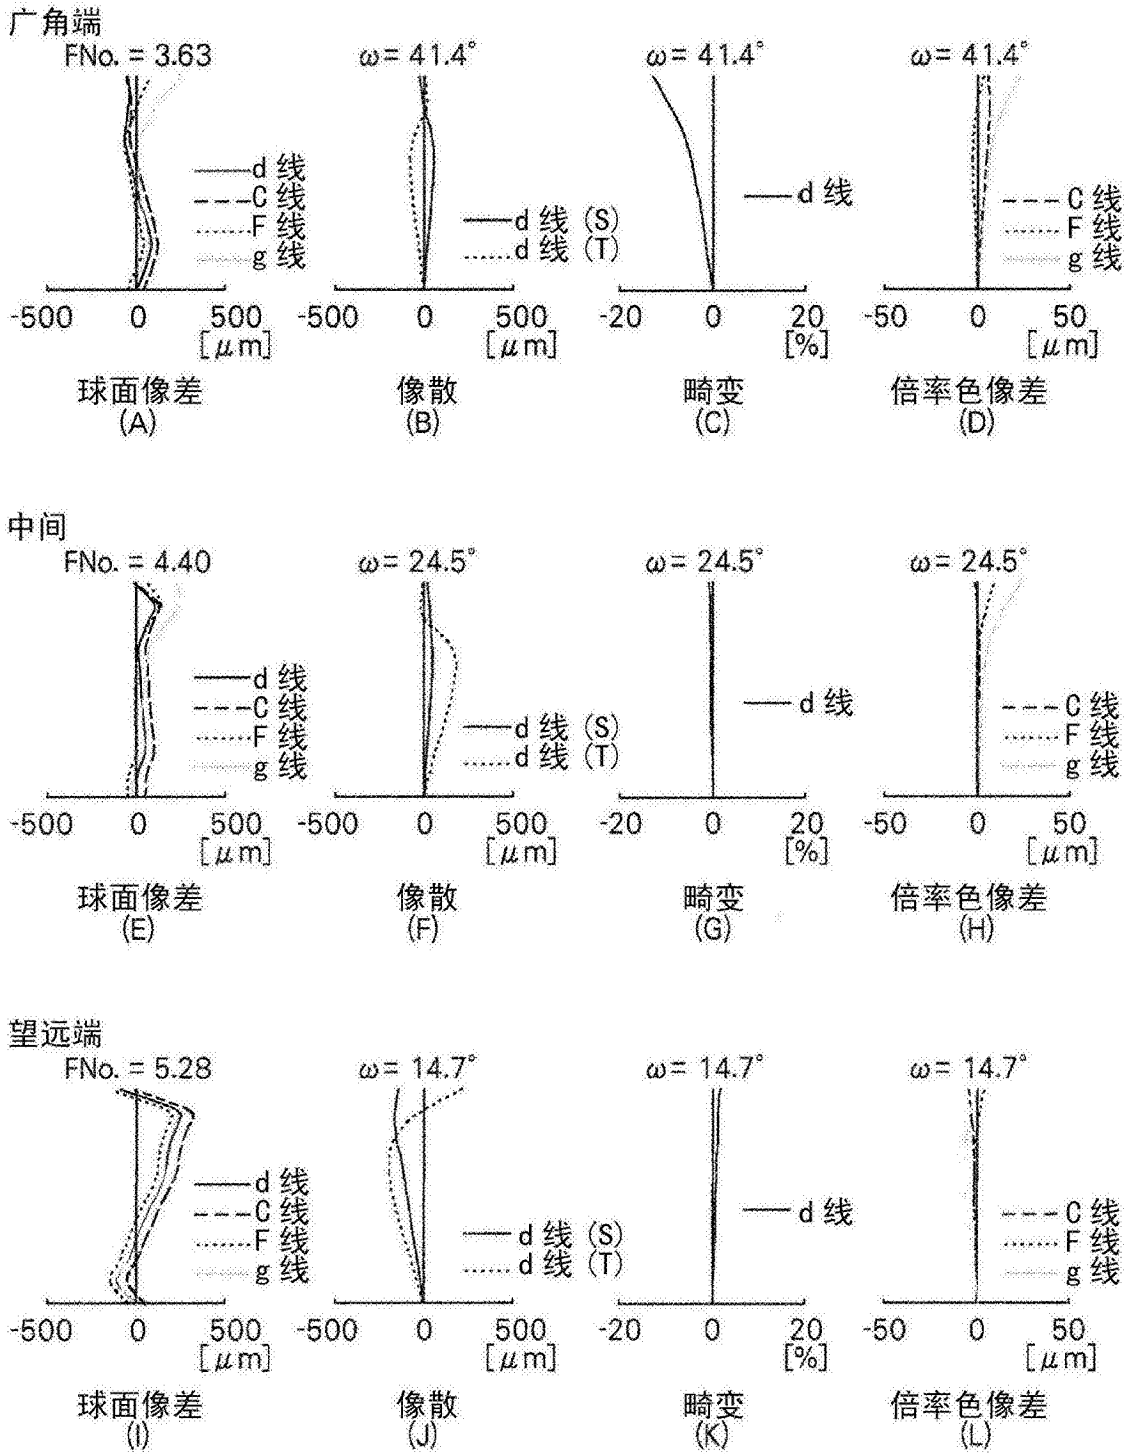 广角端
FNo. = 3.63
ω= 41.4°
ω= 41.4°
ω= 41.4°
d 线
C 线
F 线
g 线
d 线 (S)
d 线 (T)
d 线
C 线
F 线
g 线
-500 0 500
[μm]
-500 0 500
[μm]
-20 0 20
[%]
-50 0 50
[μm]
球面像差
(A)
像散
(B)
畸变
(C)
倍率色像差
(D)
中间
FNo. = 4.40
ω= 24.5°
ω= 24.5°
ω= 24.5°
d 线
C 线
F 线
g 线
d 线 (S)
d 线 (T)
d 线
C 线
F 线
g 线
-500 0 500
[μm]
-500 0 500
[μm]
-20 0 20
[%]
-50 0 50
[μm]
球面像差
(E)
像散
(F)
畸变
(G)
倍率色像差
(H)
望远端
FNo. = 5.28
ω= 14.7°
ω= 14.7°
ω= 14.7°
d 线
C 线
F 线
g 线
d 线 (S)
d 线 (T)
d 线
C 线
F 线
g 线
-500 0 500
[μm]
-500 0 500
[μm]
-20 0 20
[%]
-50 0 50
[μm]
球面像差
(I)
像散
(J)
畸变
(K)
倍率色像差
(L)